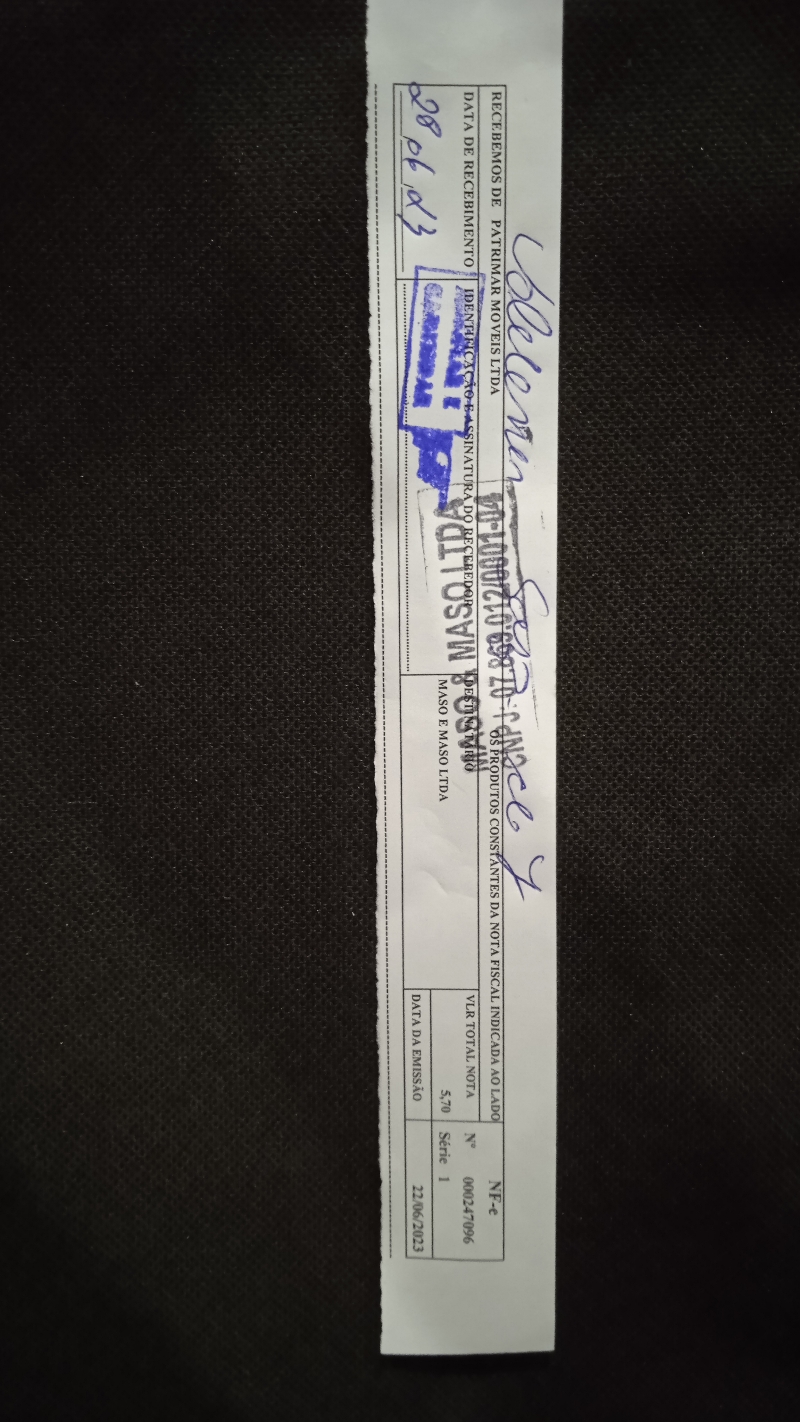 RECEBEMOS DE PATRIMAR MOVEIS LTDA OS PRODUTOS CONSTANTES DA NOTA FISCAL INDICADA AO LADO
NF-e
DATA DE RECEBIMENTO
28 06 23
IDENTIFICAÇÃO E ASSINATURA DO RECEBEDOR
DESTINATÁRIO
MASO E MASO LTDA
VLR TOTAL NOTA
5,70
Nº 000247096
Série 1
DATA DA EMISSÃO 22/06/2023
MASO & MASO LTDA